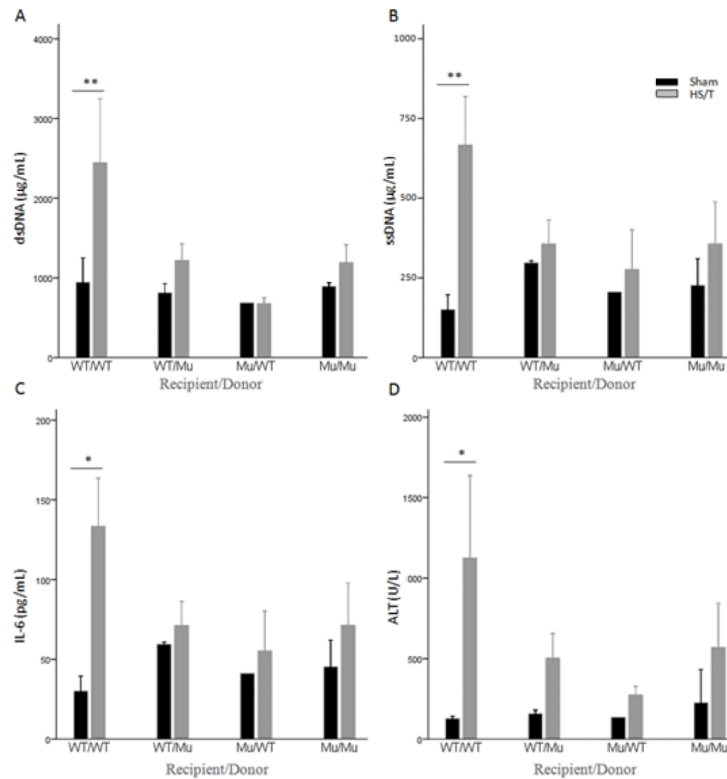 A
4000
3000
2000
1000
0
dsDNA (µg/mL)
**
WT/WT WT/Mu Mu/WT Mu/Mu
Recipient/Donor
B
1000
750
500
250
0
ssDNA (µg/mL)
**
Sham
HS/T
WT/WT WT/Mu Mu/WT Mu/Mu
Recipient/Donor
C
200
150
100
50
0
IL-6 (pg/mL)
*
WT/WT WT/Mu Mu/WT Mu/Mu
Recipient/Donor
D
2000
1500
000
500
0
ALT (U/L)
*
WT/WT WT/Mu Mu/WT Mu/Mu
Recipient/Donor